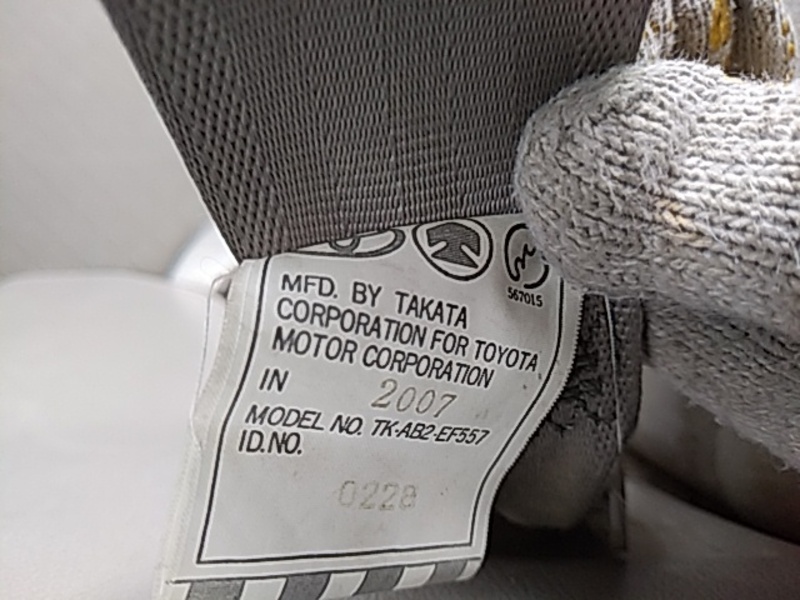 567015
MFD. BY TAKATA
CORPORATION FOR TOYOTA
MOTOR CORPORATION
IN 2007
MODEL NO. TK-AB2-EF557
ID.NO.
0228